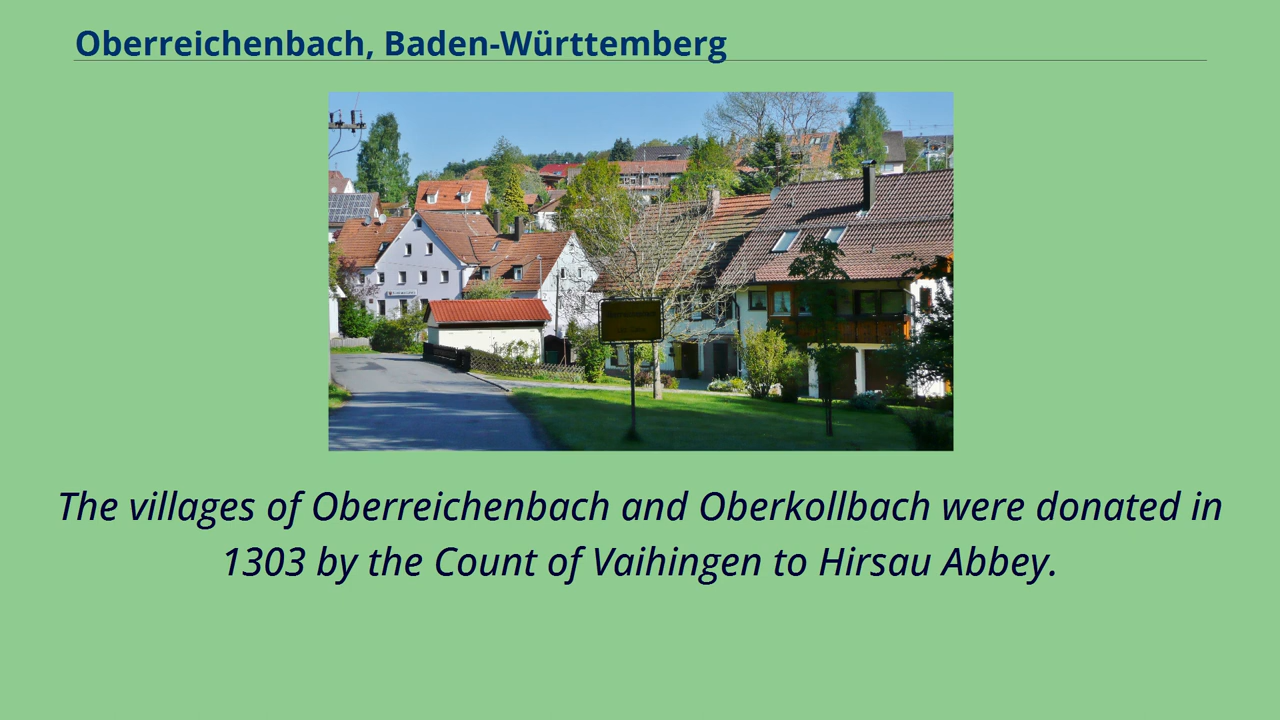 Oberreichenbach, Baden-Württemberg
The villages of Oberreichenbach and Oberkollbach were donated in
1303 by the Count of Vaihingen to Hirsau Abbey.